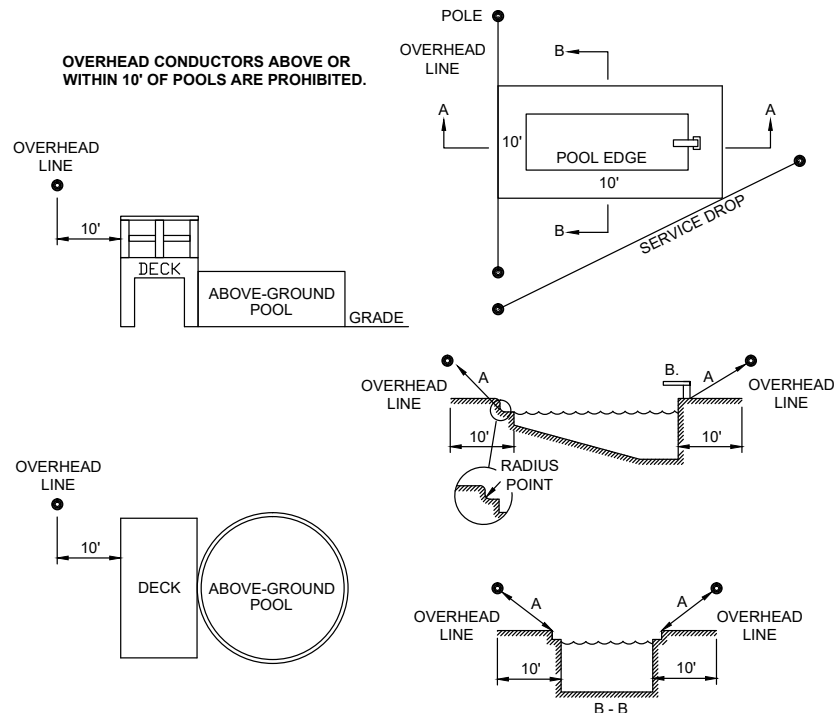 OVERHEAD CONDUCTORS ABOVE OR
WITHIN 10' OF POOLS ARE PROHIBITED.
OVERHEAD
LINE
10'
DECK
ABOVE-GROUND
POOL
GRADE
POLE
OVERHEAD
LINE
B
A
A
10'
POOL EDGE
10'
B
SERVICE DROP
OVERHEAD
LINE
A
B.
A
OVERHEAD
LINE
10'
10'
RADIUS
POINT
OVERHEAD
LINE
10'
DECK
ABOVE-GROUND
POOL
OVERHEAD
LINE
A
A
OVERHEAD
LINE
10'
10'
B - B